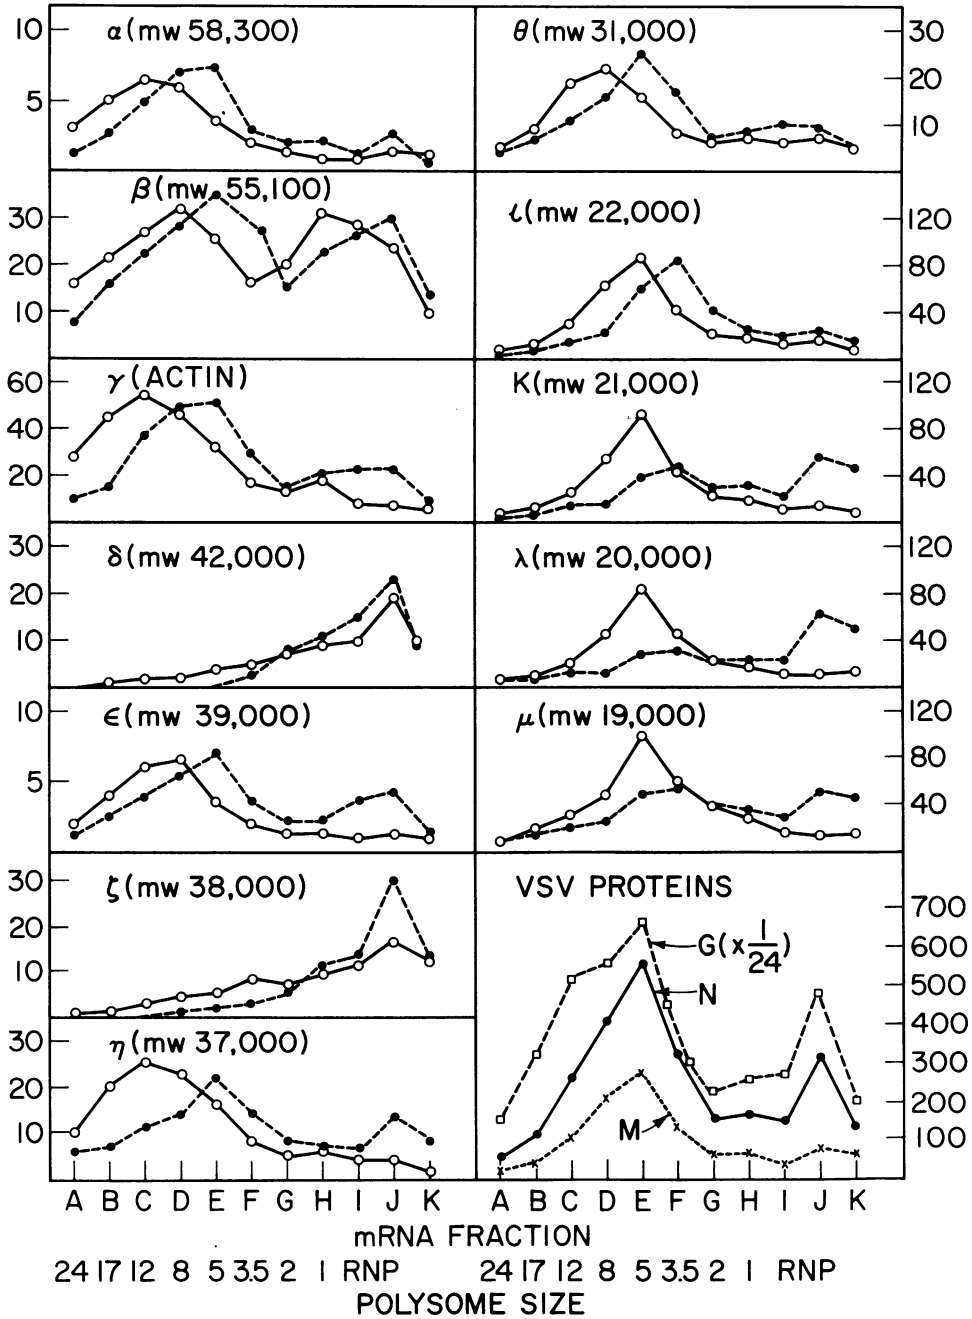 α(mw 58,300)
10
5
β(mw 55,100)
30
20
10
γ(ACTIN)
60
40
20
δ(mw 42,000)
30
20
10
ϵ(mw 39,000)
10
5
ζ(mw 38,000)
30
20
10
η(mw 37,000)
30
20
10
A B C D E F G H I J K
θ(mw 31,000)
30
20
10
ι(mw 22,000)
120
80
40
K(mw 21,000)
120
80
40
λ(mw 20,000)
120
80
40
μ(mw 19,000)
120
80
40
VSV PROTEINS
700
600
500
400
300
200
100
G(x 1/24)
N
M
A B C D E F G H I J K
mRNA FRACTION
24 17 12 8 5 3.5 2 1 RNP
24 17 12 8 5 3.5 2 1 RNP
POLYSOME SIZE